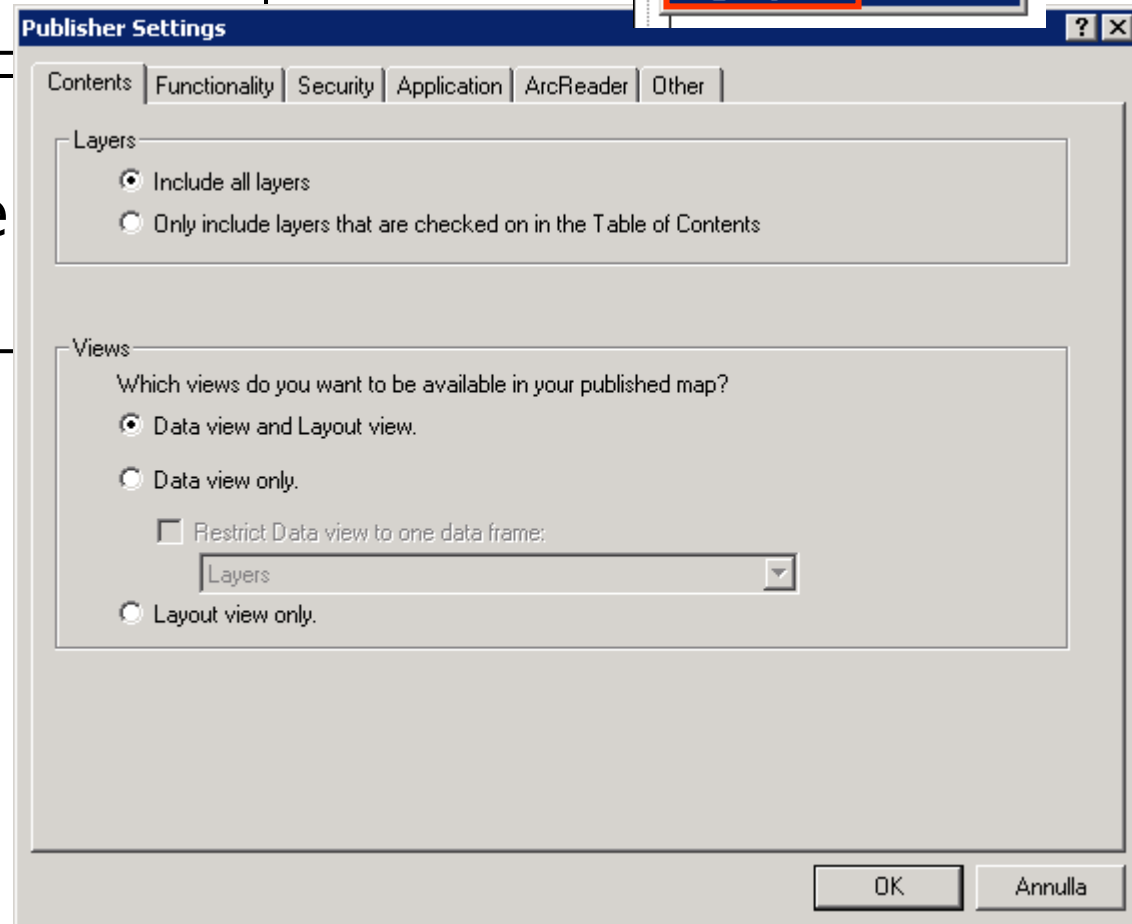 Publisher Settings
Contents Functionality Security Application ArcReader Other
Layers
Include all layers
Only include layers that are checked on in the Table of Contents
e
Views
Which views do you want to be available in your published map?
Data view and Layout view.
Data view only.
Restrict Data view to one data frame:
Layers
Layout view only.
OK Annulla